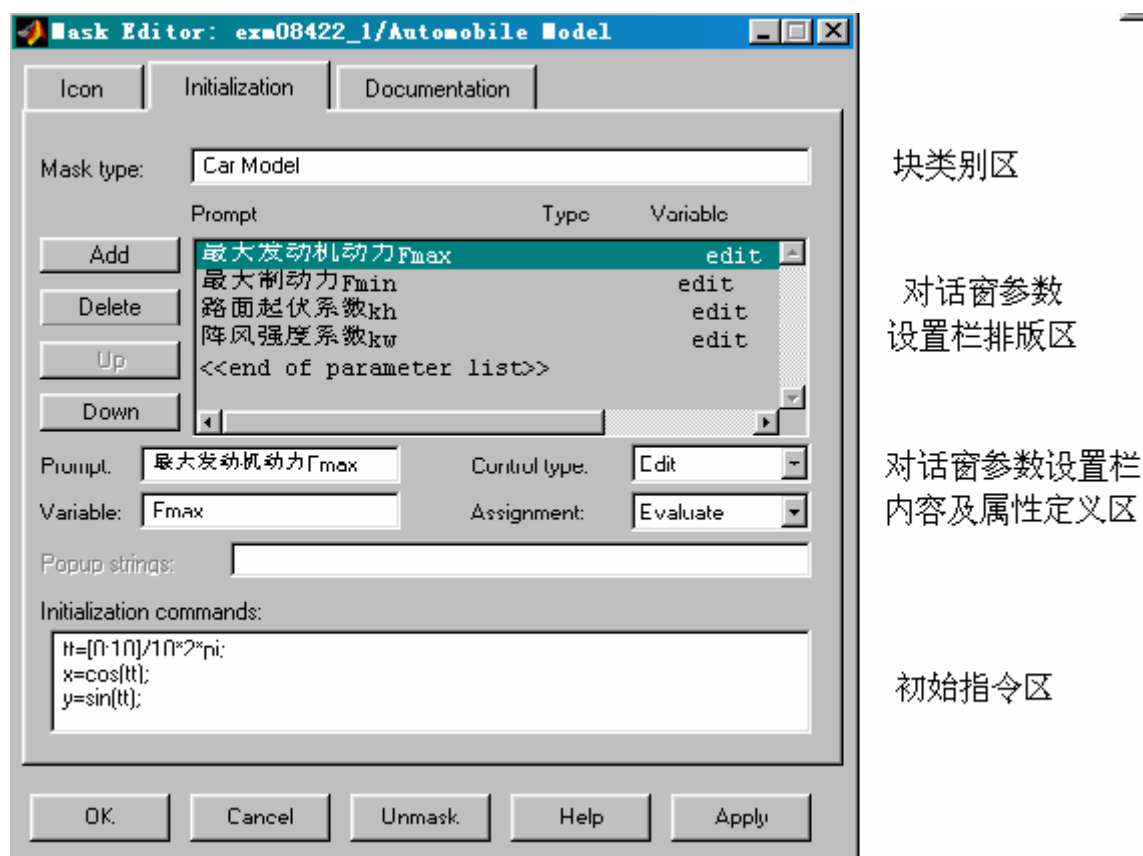 Mask Editor: exm08422_1/Automobile Model
Icon Initialization Documentation
Mask type: Car Model
块类别区
Prompt Type Variable
Add
最大发动机动力Fmax edit
最大制动力Fmin edit
对话窗参数
Delete
路面起伏系数kh edit
设置栏排版区
阵风强度系数kw edit
Up
<<end of parameter list>>
Down
Prompt: 最大发动机动力Fmax Control type: Edit
对话窗参数设置栏
Variable: Fmax Assignment: Evaluate
内容及属性定义区
Popup strings:
Initialization commands:
tt=[0:10]/10*2*pi;
x=cos(tt);
y=sin(tt);
初始指令区
OK Cancel Unmask Help Apply